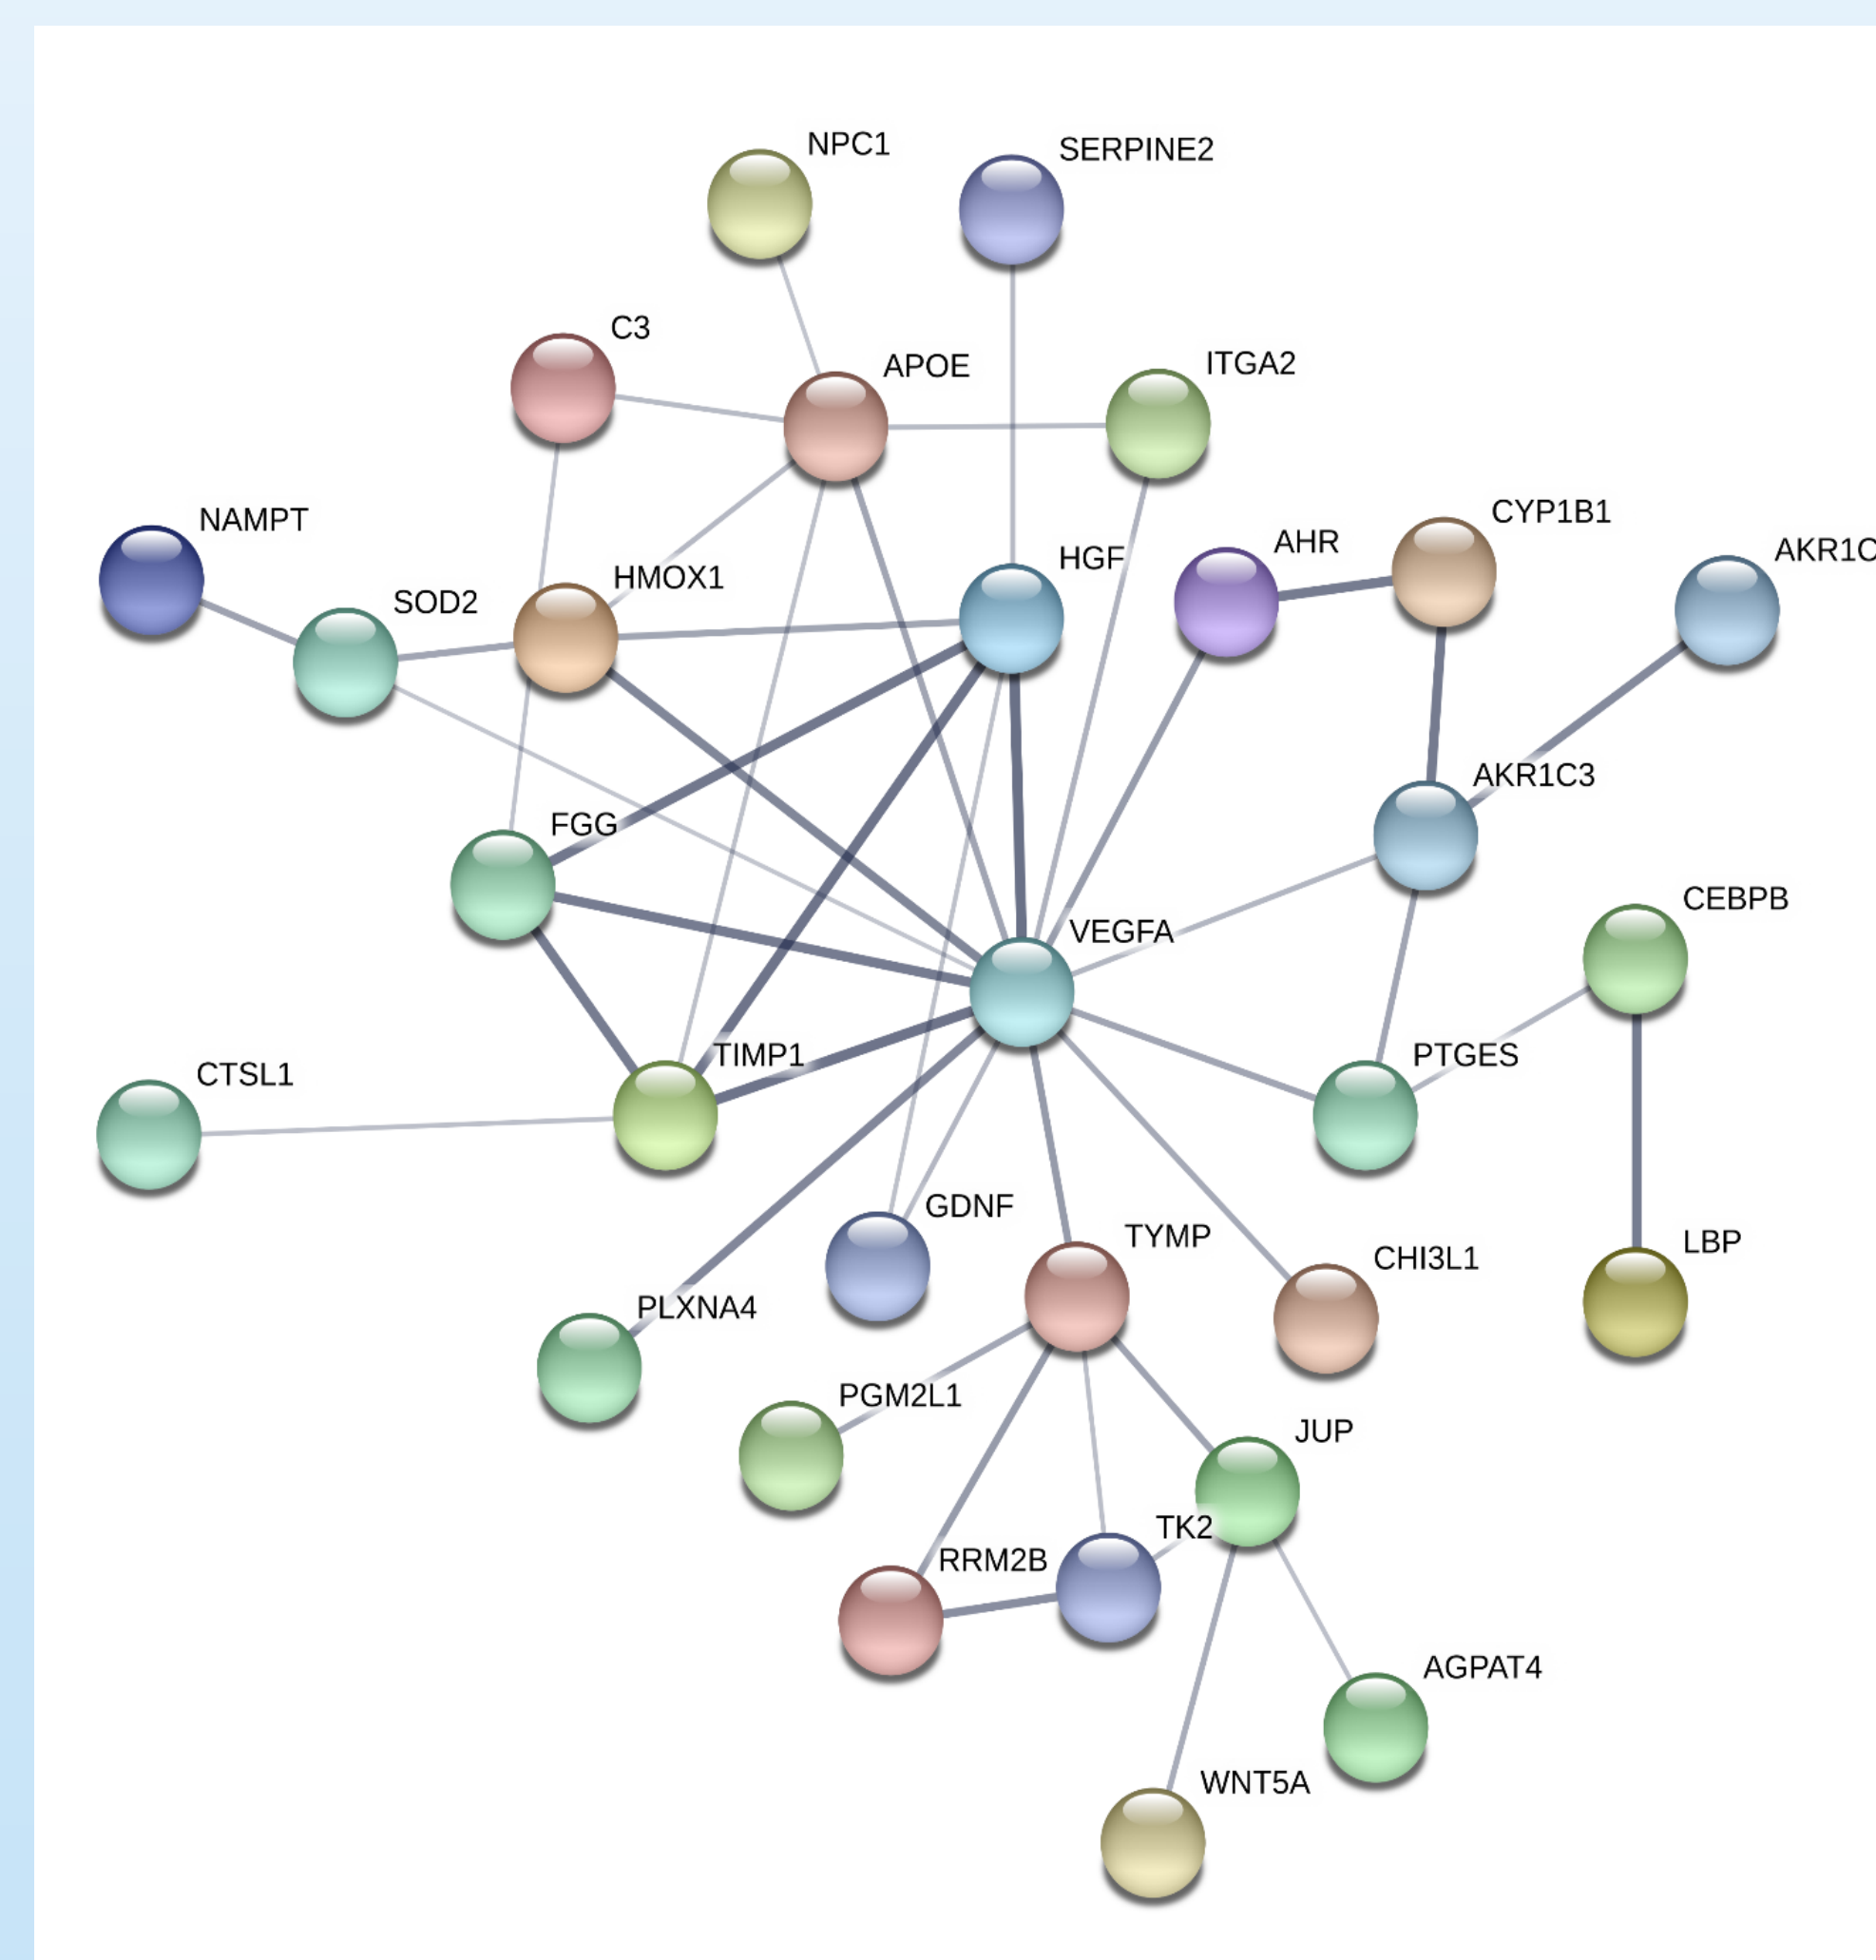 NPC1
SERPINE2
C3
APOE
ITGA2
NAMPT
SOD2
HMOX1
HGF
AHR
CYP1B1
AKR1C
FGG
AKR1C3
VEGFA
CEBPB
CTSL1
TIMP1
PTGES
GDNF
TYMP
CHI3L1
LBP
PLXNA4
PGM2L1
JUP
TK2
RRM2B
AGPAT4
WNT5A